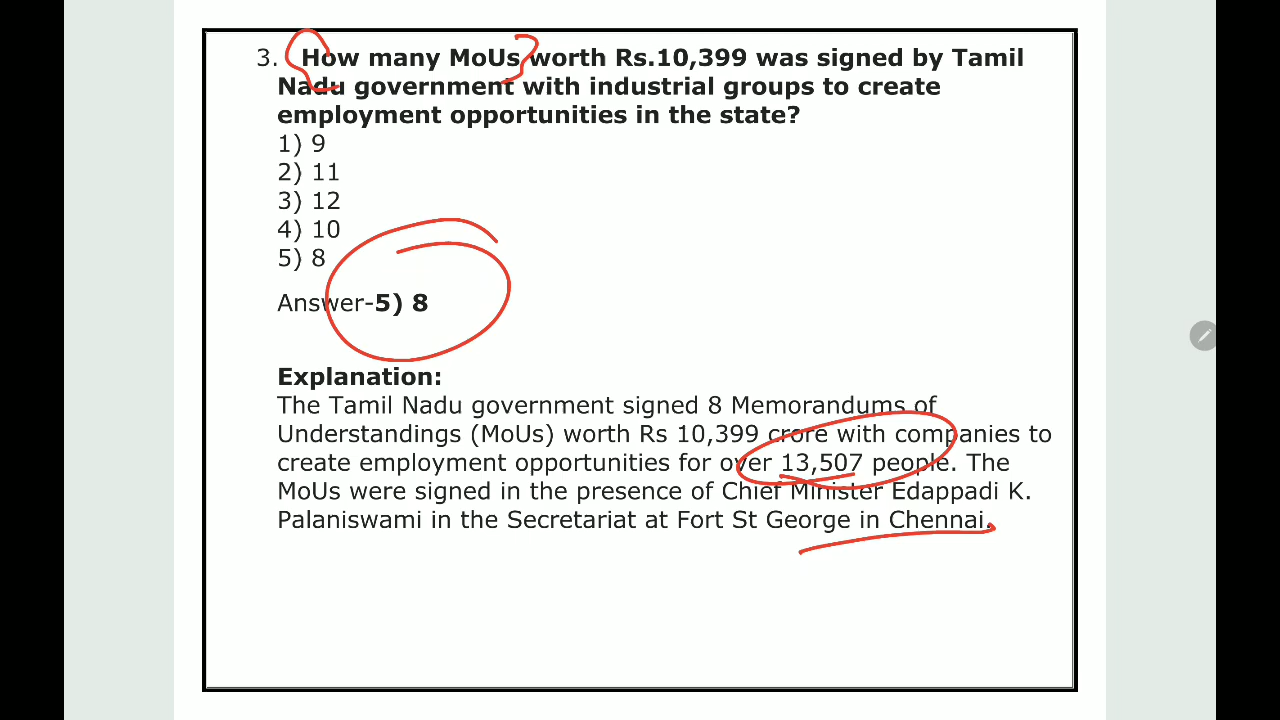 3. How many MoUs worth Rs.10,399 was signed by Tamil
Nadu government with industrial groups to create
employment opportunities in the state?
1) 9
2) 11
3) 12
4) 10
5) 8
Answer-5) 8
Explanation:
The Tamil Nadu government signed 8 Memorandums of
Understandings (MoUs) worth Rs 10,399 crore with companies to
create employment opportunities for over 13,507 people. The
MoUs were signed in the presence of Chief Minister Edappadi K.
Palaniswami in the Secretariat at Fort St George in Chennai.